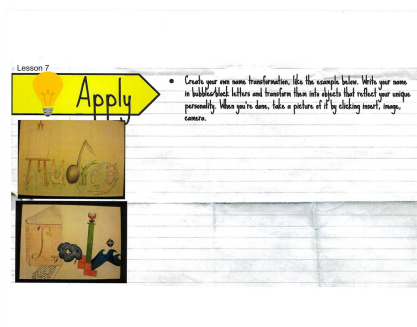 Lesson 7
Apply
Create your own name transformation, like the example below. Write your name
in bubbles/block letters and transform them into objects that reflect your unique
personality. When you're done, take a picture of it by clicking insert, image,
camera.